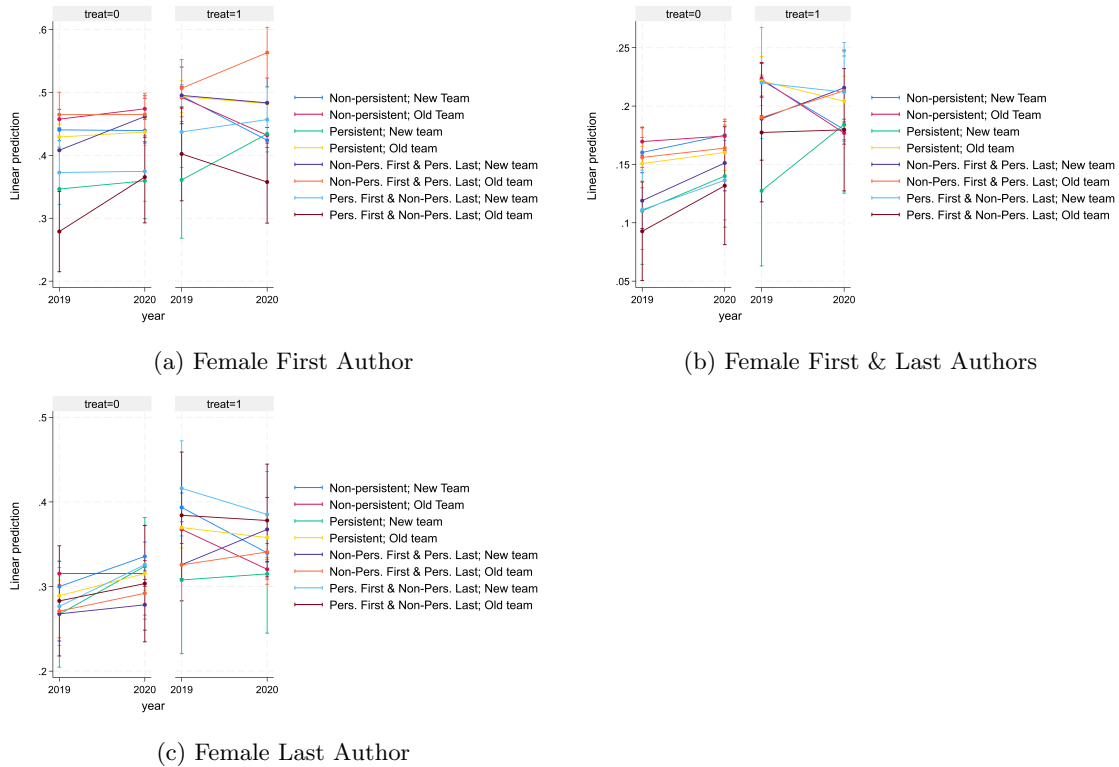 treat=0
treat=1
.6
.5
.4
.3
.2
Linear prediction
2019
2020
2019
2020
year
Non-persistent; New Team
Non-persistent; Old Team
Persistent; New team
Persistent; Old team
Non-Pers. First & Pers. Last; New team
Non-Pers. First & Pers. Last; Old team
Pers. First & Non-Pers. Last; New team
Pers. First & Non-Pers. Last; Old team
(a) Female First Author
treat=0
treat=1
.25
.2
.15
.1
.05
Linear prediction
2019
2020
2019
2020
year
Non-persistent; New Team
Non-persistent; Old Team
Persistent; New team
Persistent; Old team
Non-Pers. First & Pers. Last; New team
Non-Pers. First & Pers. Last; Old team
Pers. First & Non-Pers. Last; New team
Pers. First & Non-Pers. Last; Old team
(b) Female First & Last Authors
treat=0
treat=1
.5
.4
.3
.2
Linear prediction
2019
2020
2019
2020
year
Non-persistent; New Team
Non-persistent; Old Team
Persistent; New team
Persistent; Old team
Non-Pers. First & Pers. Last; New team
Non-Pers. First & Pers. Last; Old team
Pers. First & Non-Pers. Last; New team
Pers. First & Non-Pers. Last; Old team
(c) Female Last Author